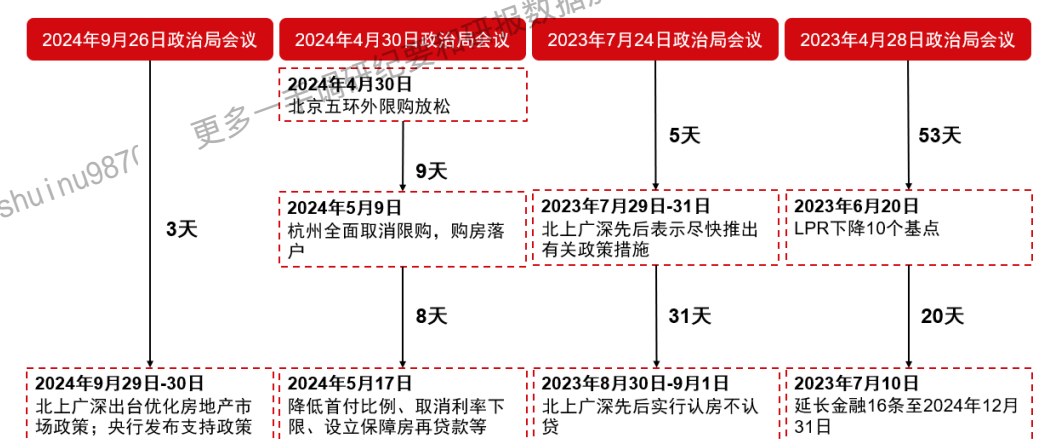 2024年9月26日政治局会议
3天
2024年9月29日-30日
北上广深出台优化房地产市
场政策；央行发布支持政策
2024年4月30日政治局会议
2024年4月30日
北京五环外限购放松
9天
2024年5月9日
杭州全面取消限购，购房落
户
8天
2024年5月17日
降低首付比例、取消利率下
限、设立保障房再贷款等
2023年7月24日政治局会议
5天
2023年7月29日-31日
北上广深先后表示尽快推出
有关政策措施
31天
2023年8月30日-9月1日
北上广深先后实行认房不认
贷
2023年4月28日政治局会议
53天
2023年6月20日
LPR下降10个基点
20天
2023年7月10日
延长金融16条至2024年12月
31日
更多一手调研纪要和研报数据
shuinu9870